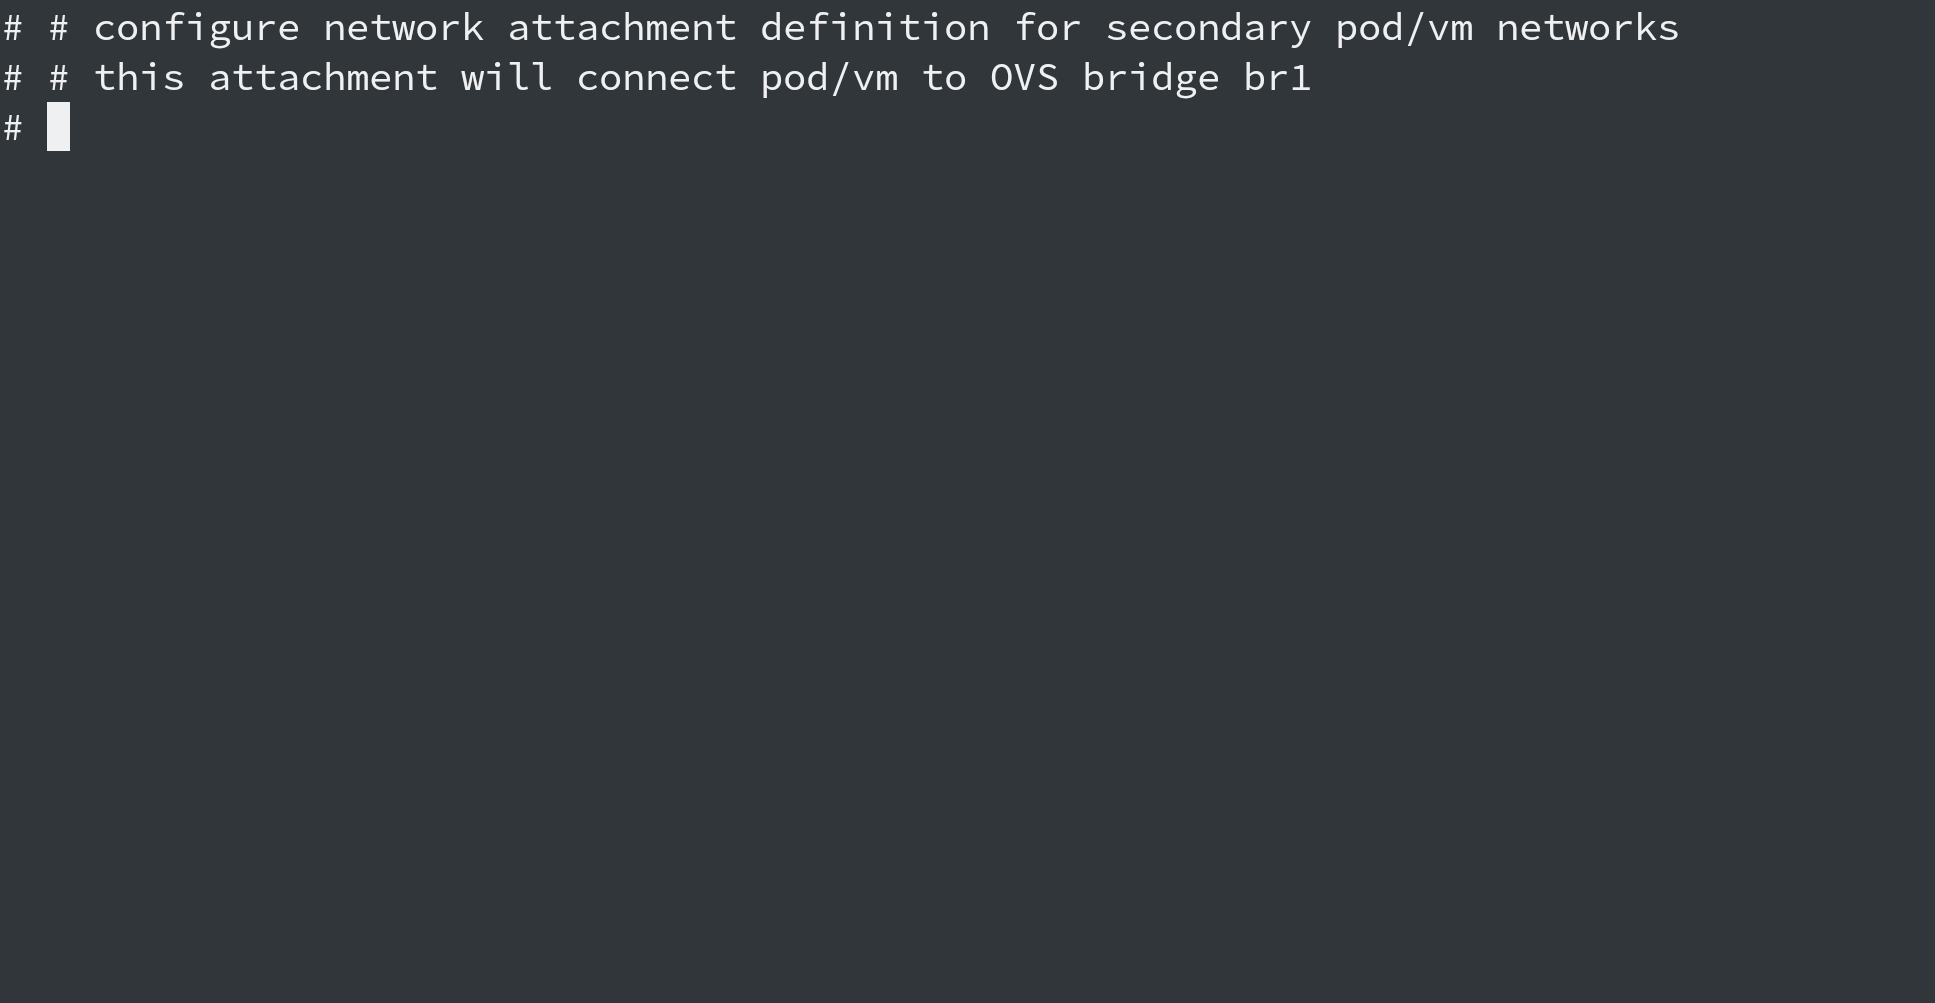 # # configure network attachment definition for secondary pod/vm networks
# # this attachment will connect pod/vm to OVS bridge br1
#